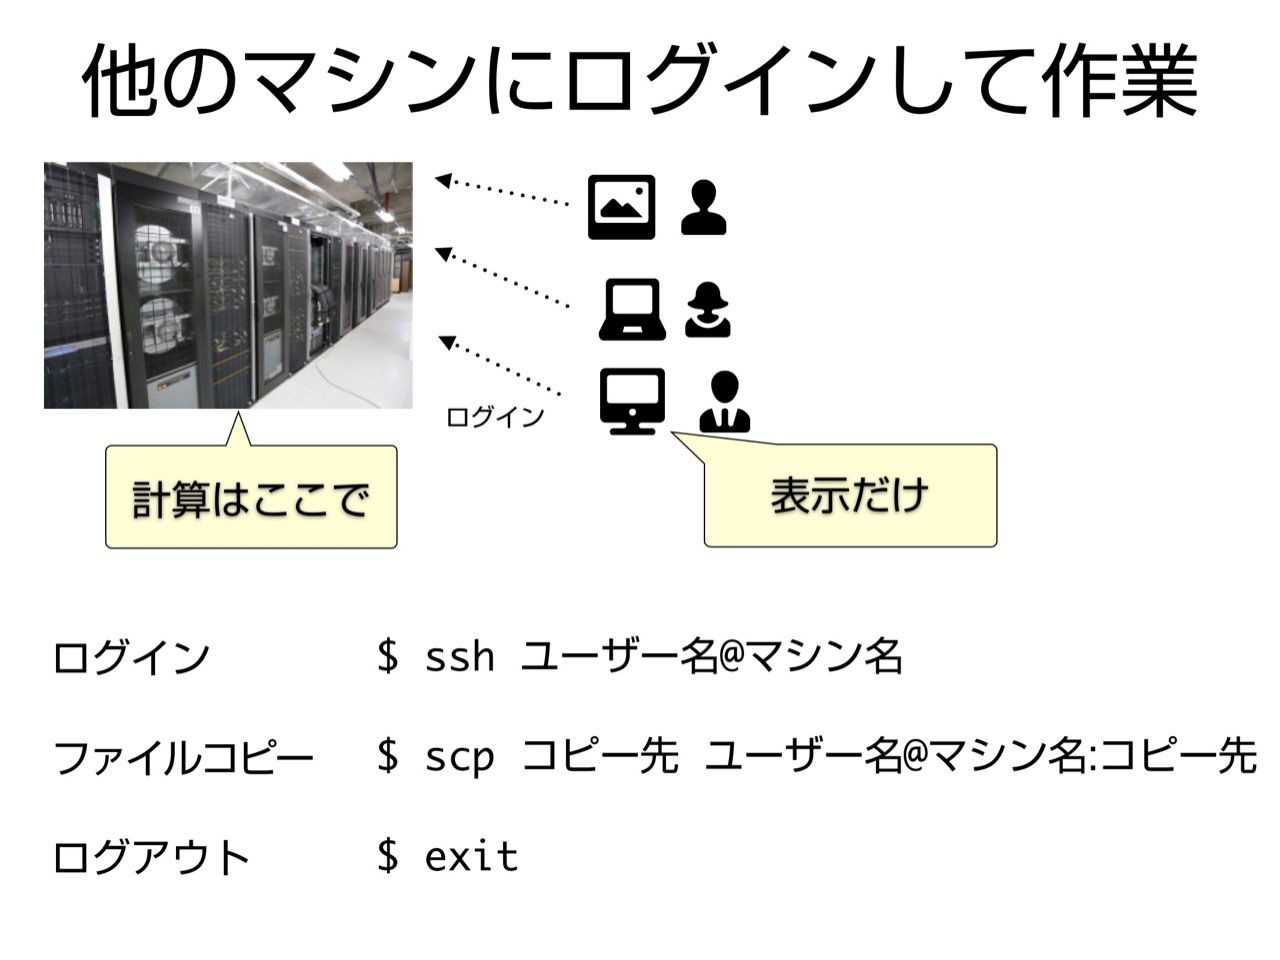 他のマシンにログインして作業
ログイン
計算はここで
表示だけ
ログイン $ ssh ユーザー名@マシン名
ファイルコピー $ scp コピー先 ユーザー名@マシン名:コピー先
ログアウト $ exit